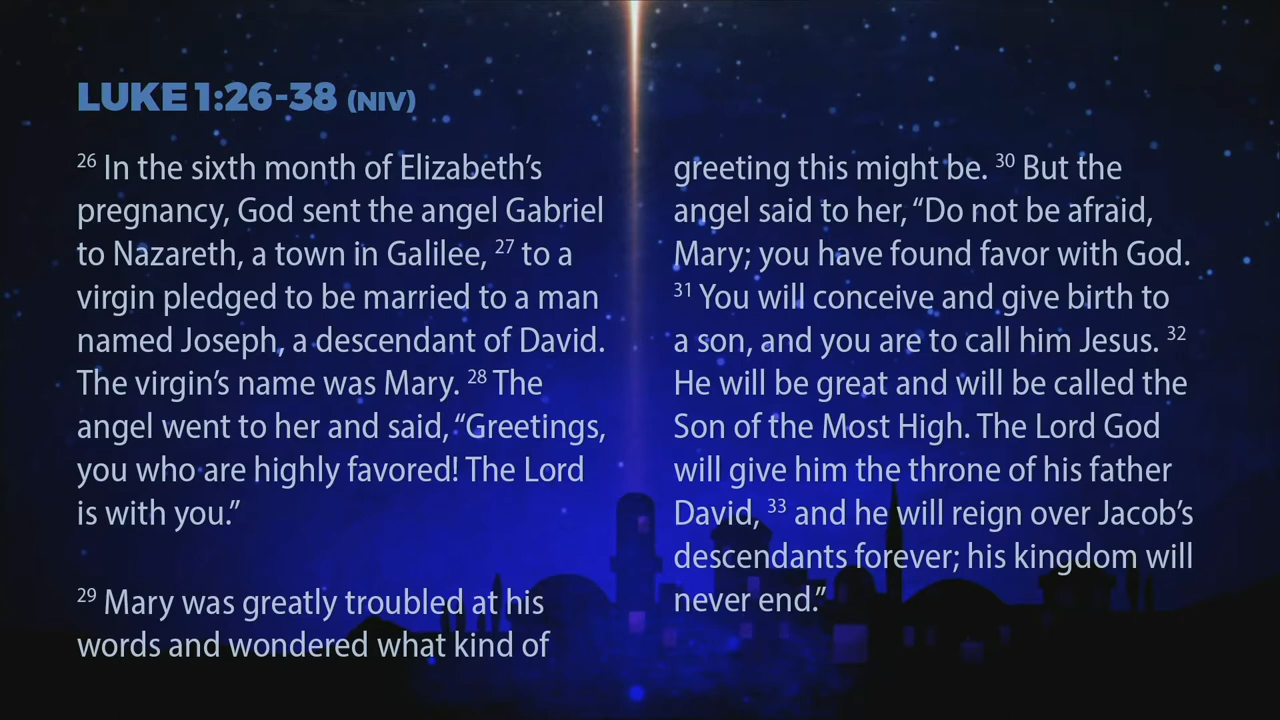 LUKE 1:26-38 (NIV)
26 In the sixth month of Elizabeth’s
pregnancy, God sent the angel Gabriel
to Nazareth, a town in Galilee, 27 to a
virgin pledged to be married to a man
named Joseph, a descendant of David.
The virgin’s name was Mary. 28 The
angel went to her and said, “Greetings,
you who are highly favored! The Lord
is with you.”
29 Mary was greatly troubled at his
words and wondered what kind of
greeting this might be. 30 But the
angel said to her, “Do not be afraid,
Mary; you have found favor with God.
31 You will conceive and give birth to
a son, and you are to call him Jesus. 32
He will be great and will be called the
Son of the Most High. The Lord God
will give him the throne of his father
David, 33 and he will reign over Jacob’s
descendants forever; his kingdom will
never end.”